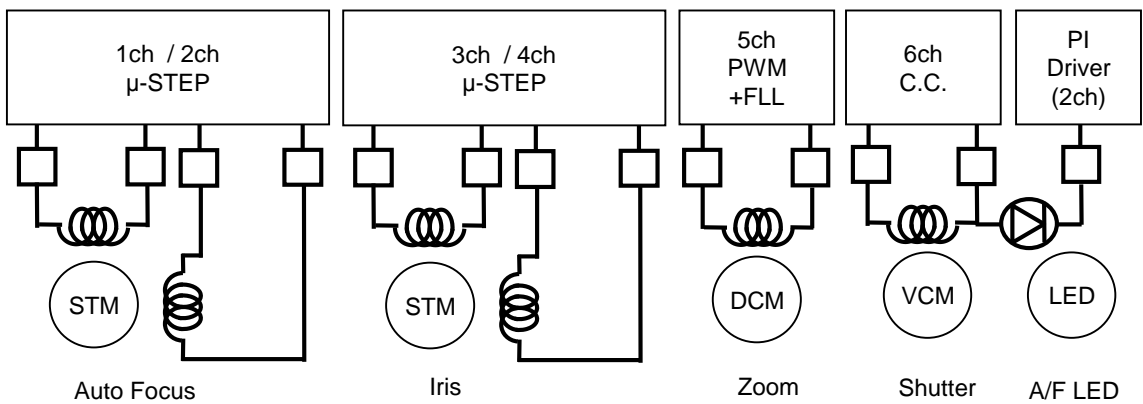 1ch / 2ch
µ-STEP
3ch / 4ch
µ-STEP
5ch
PWM
+FLL
6ch
C.C.
PI
Driver
(2ch)
STM
STM
DCM
VCM
LED
Auto Focus
Iris
Zoom
Shutter
A/F LED